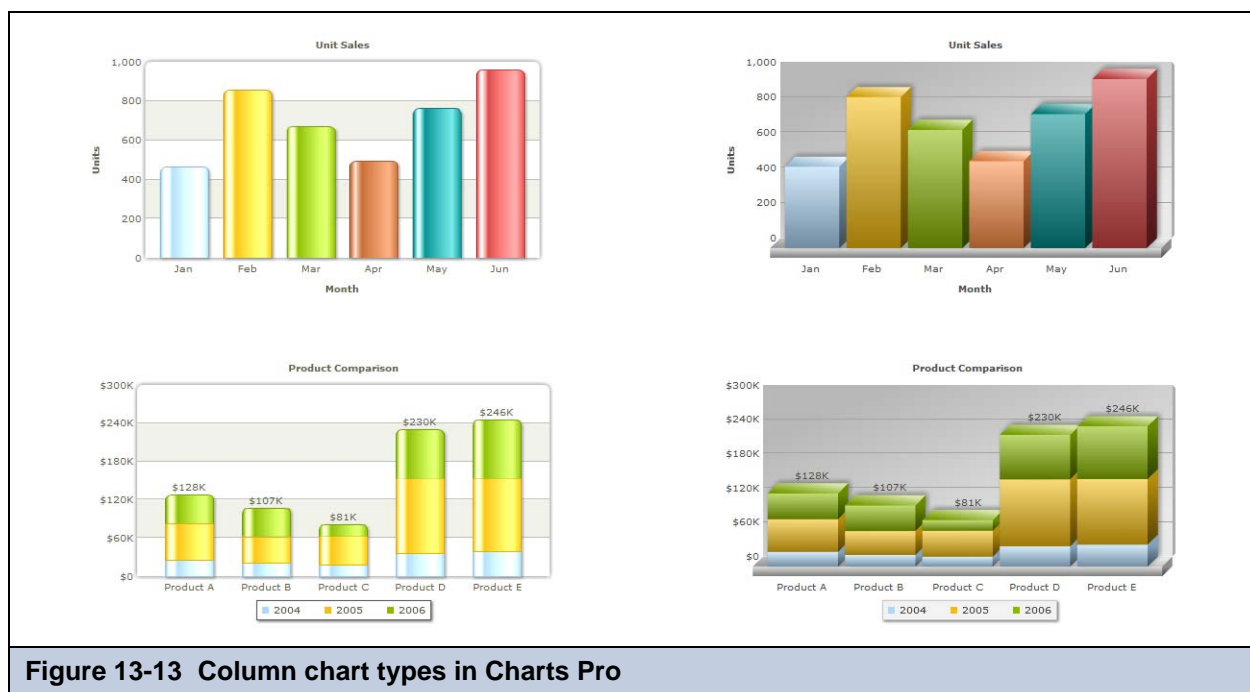 Unit Sales
1,000
800
600
400
200
0
Units
Jan Feb Mar Apr May Jun
Month
Unit Sales
1,000
800
600
400
200
0
Units
Jan Feb Mar Apr May Jun
Month
Product Comparison
$300K
$240K
$180K
$120K
$60K
$0
$128K $107K $81K $230K $246K
Product A Product B Product C Product D Product E
2004 2005 2006
Product Comparison
$300K
$240K
$180K
$120K
$60K
$0
$128K $107K $81K $230K $246K
Product A Product B Product C Product D Product E
2004 2005 2006
Figure 13-13 Column chart types in Charts Pro